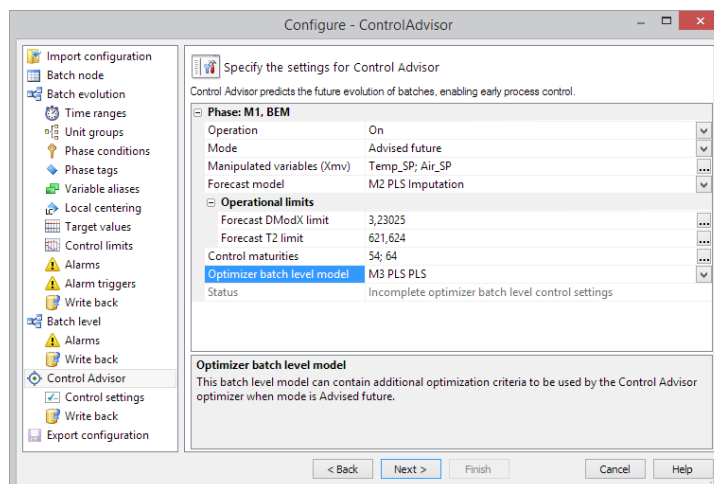 Configure - ControlAdvisor
Import configuration
Batch node
Batch evolution
Time ranges
Unit groups
Phase conditions
Phase tags
Variable aliases
Local centering
Target values
Control limits
Alarms
Alarm triggers
Write back
Batch level
Alarms
Write back
Control Advisor
Control settings
Write back
Export configuration
Specify the settings for Control Advisor
Control Advisor predicts the future evolution of batches, enabling early process control.
Phase: M1, BEM
Operation On
Mode Advised future
Manipulated variables (Xmv) Temp_SP; Air_SP
Forecast model M2 PLS Imputation
Operational limits
Forecast DModX limit 3,23025
Forecast T2 limit 621,624
Control maturities 54; 64
Optimizer batch level model M3 PLS PLS
Status Incomplete optimizer batch level control settings
Optimizer batch level model
This batch level model can contain additional optimization criteria to be used by the Control Advisor
optimizer when mode is Advised future.
< Back Next > Finish Cancel Help